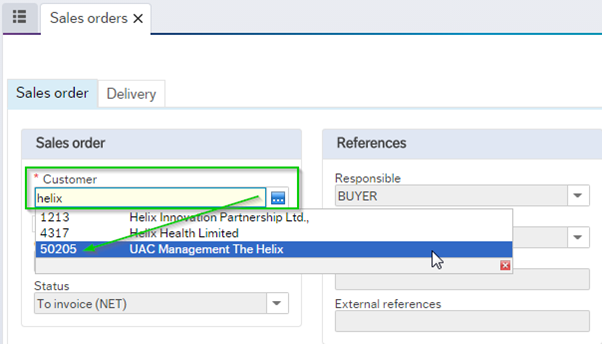 Sales orders
Sales order
Delivery
Sales order
* Customer
helix
1213 Helix Innovation Partnership Ltd.,
4317 Helix Health Limited
50205 UAC Management The Helix
Status
To invoice (NET)
References
Responsible
BUYER
External references